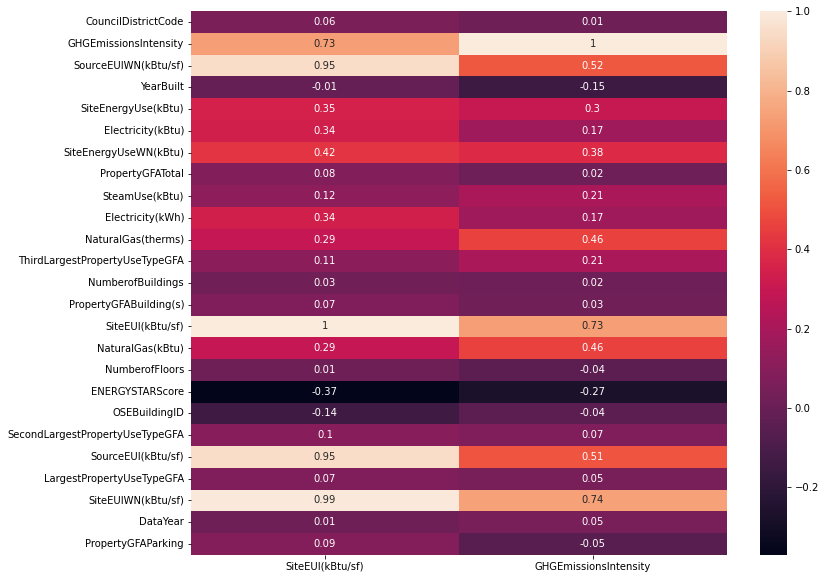 CouncilDistrictCode 0.06 0.01
GHGEmissionsIntensity 0.73 1
SourceEUIWN(kBtu/sf) 0.95 0.52
YearBuilt -0.01 -0.15
SiteEnergyUse(kBtu) 0.35 0.3
Electricity(kBtu) 0.34 0.17
SiteEnergyUseWN(kBtu) 0.42 0.38
PropertyGFATotal 0.08 0.02
SteamUse(kBtu) 0.12 0.21
Electricity(kWh) 0.34 0.17
NaturalGas(therms) 0.29 0.46
ThirdLargestPropertyUseTypeGFA 0.11 0.21
NumberofBuildings 0.03 0.02
PropertyGFABuilding(s) 0.07 0.03
SiteEUI(kBtu/sf) 1 0.73
NaturalGas(kBtu) 0.29 0.46
NumberofFloors 0.01 -0.04
ENERGYSTARScore -0.37 -0.27
OSEBuildingID -0.14 -0.04
SecondLargestPropertyUseTypeGFA 0.1 0.07
SourceEUI(kBtu/sf) 0.95 0.51
LargestPropertyUseTypeGFA 0.07 0.05
SiteEUIWN(kBtu/sf) 0.99 0.74
DataYear 0.01 0.05
PropertyGFAParking 0.09 -0.05
SiteEUI(kBtu/sf) GHGEmissionsIntensity
1.0
0.8
0.6
0.4
0.2
0.0
−0.2